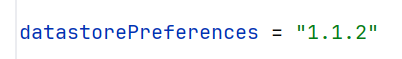 datastorePreferences = "1.1.2"